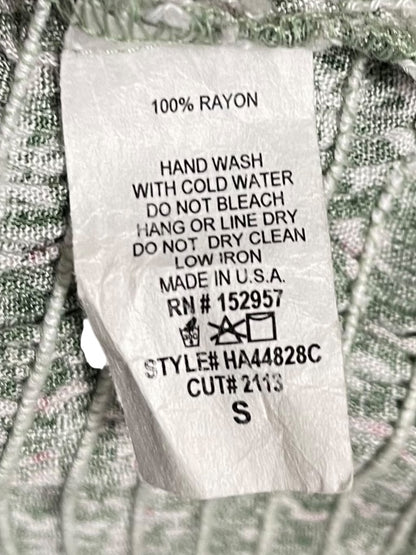 100% RAYON
HAND WASH
WITH COLD WATER
DO NOT BLEACH
HANG OR LINE DRY
DO NOT DRY CLEAN
LOW IRON
MADE IN U.S.A.
RN # 152957
STYLE# HA44828C
CUT# 2113
S